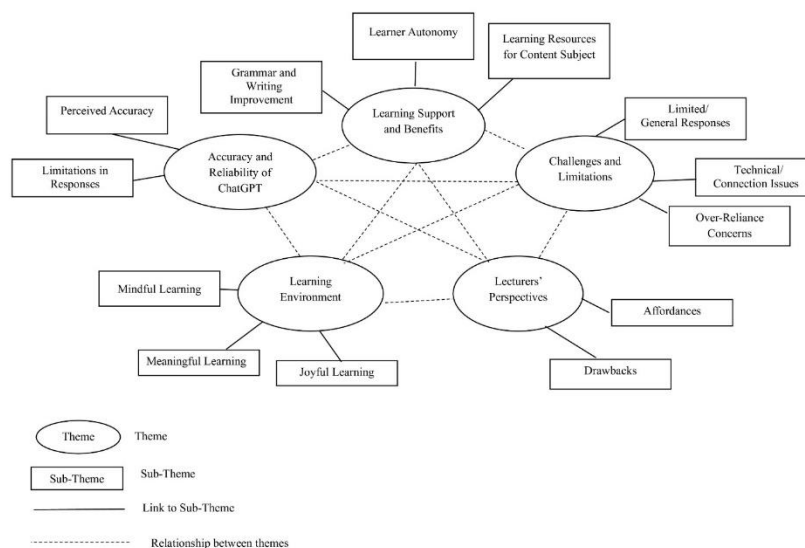 Learner Autonomy
Learning Resources
for Content Subject
Grammar and
Writing
Improvement
Learning Support
and Benefits
Perceived Accuracy
Limited/
General Responses
Accuracy and
Reliability of
ChatGPT
Challenges and
Limitations
Limitations in
Responses
Technical/
Connection Issues
Over-Reliance
Concerns
Mindful Learning
Learning
Environment
Lecturers'
Perspectives
Affordances
Meaningful Learning
Joyful Learning
Drawbacks
Theme
Theme
Sub-Theme
Sub-Theme
Link to Sub-Theme
Relationship between themes